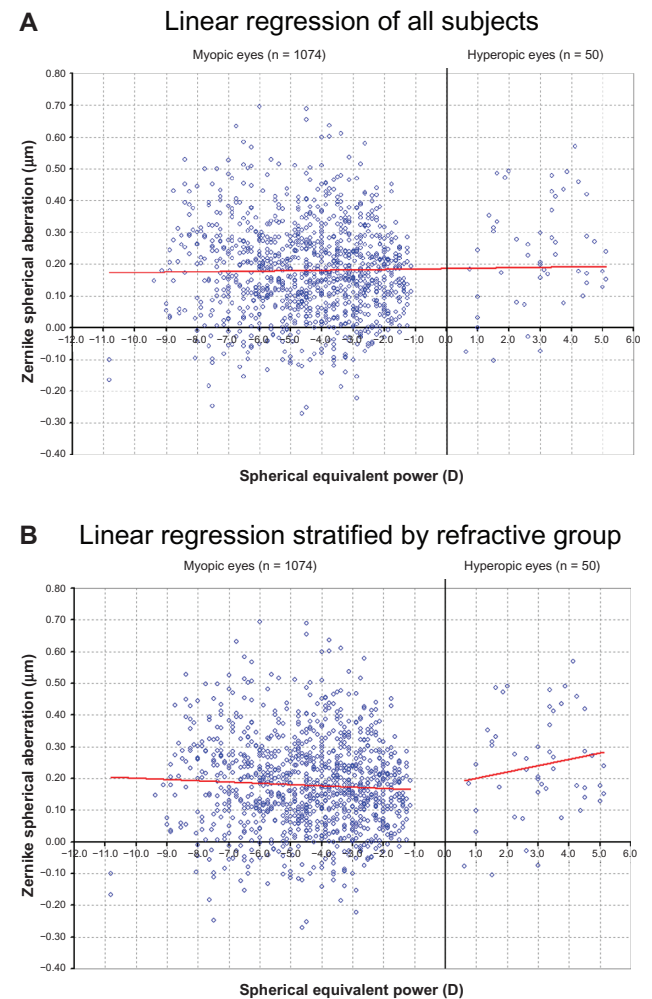 A Linear regression of all subjects
Myopic eyes (n = 1074) Hyperopic eyes (n = 50)
Zernike spherical aberration (µm)
0.80
0.70
0.60
0.50
0.40
0.30
0.20
0.10
0.00
−12.0 −11.0 −10.0 −9.0 −8.0 −7.0 −6.0 −5.0 −4.0 −3.0 −2.0 −1.0 0.0 1.0 2.0 3.0 4.0 5.0 6.0
−0.10
−0.20
−0.30
−0.40
Spherical equivalent power (D)
B Linear regression stratified by refractive group
Myopic eyes (n = 1074) Hyperopic eyes (n = 50)
Zernike spherical aberration (µm)
0.80
0.70
0.60
0.50
0.40
0.30
0.20
0.10
0.00
−12.0 −11.0 −10.0 −9.0 −8.0 −7.0 −6.0 −5.0 −4.0 −3.0 −2.0 −1.0 0.0 1.0 2.0 3.0 4.0 5.0 6.0
−0.10
−0.20
−0.30
−0.40
Spherical equivalent power (D)